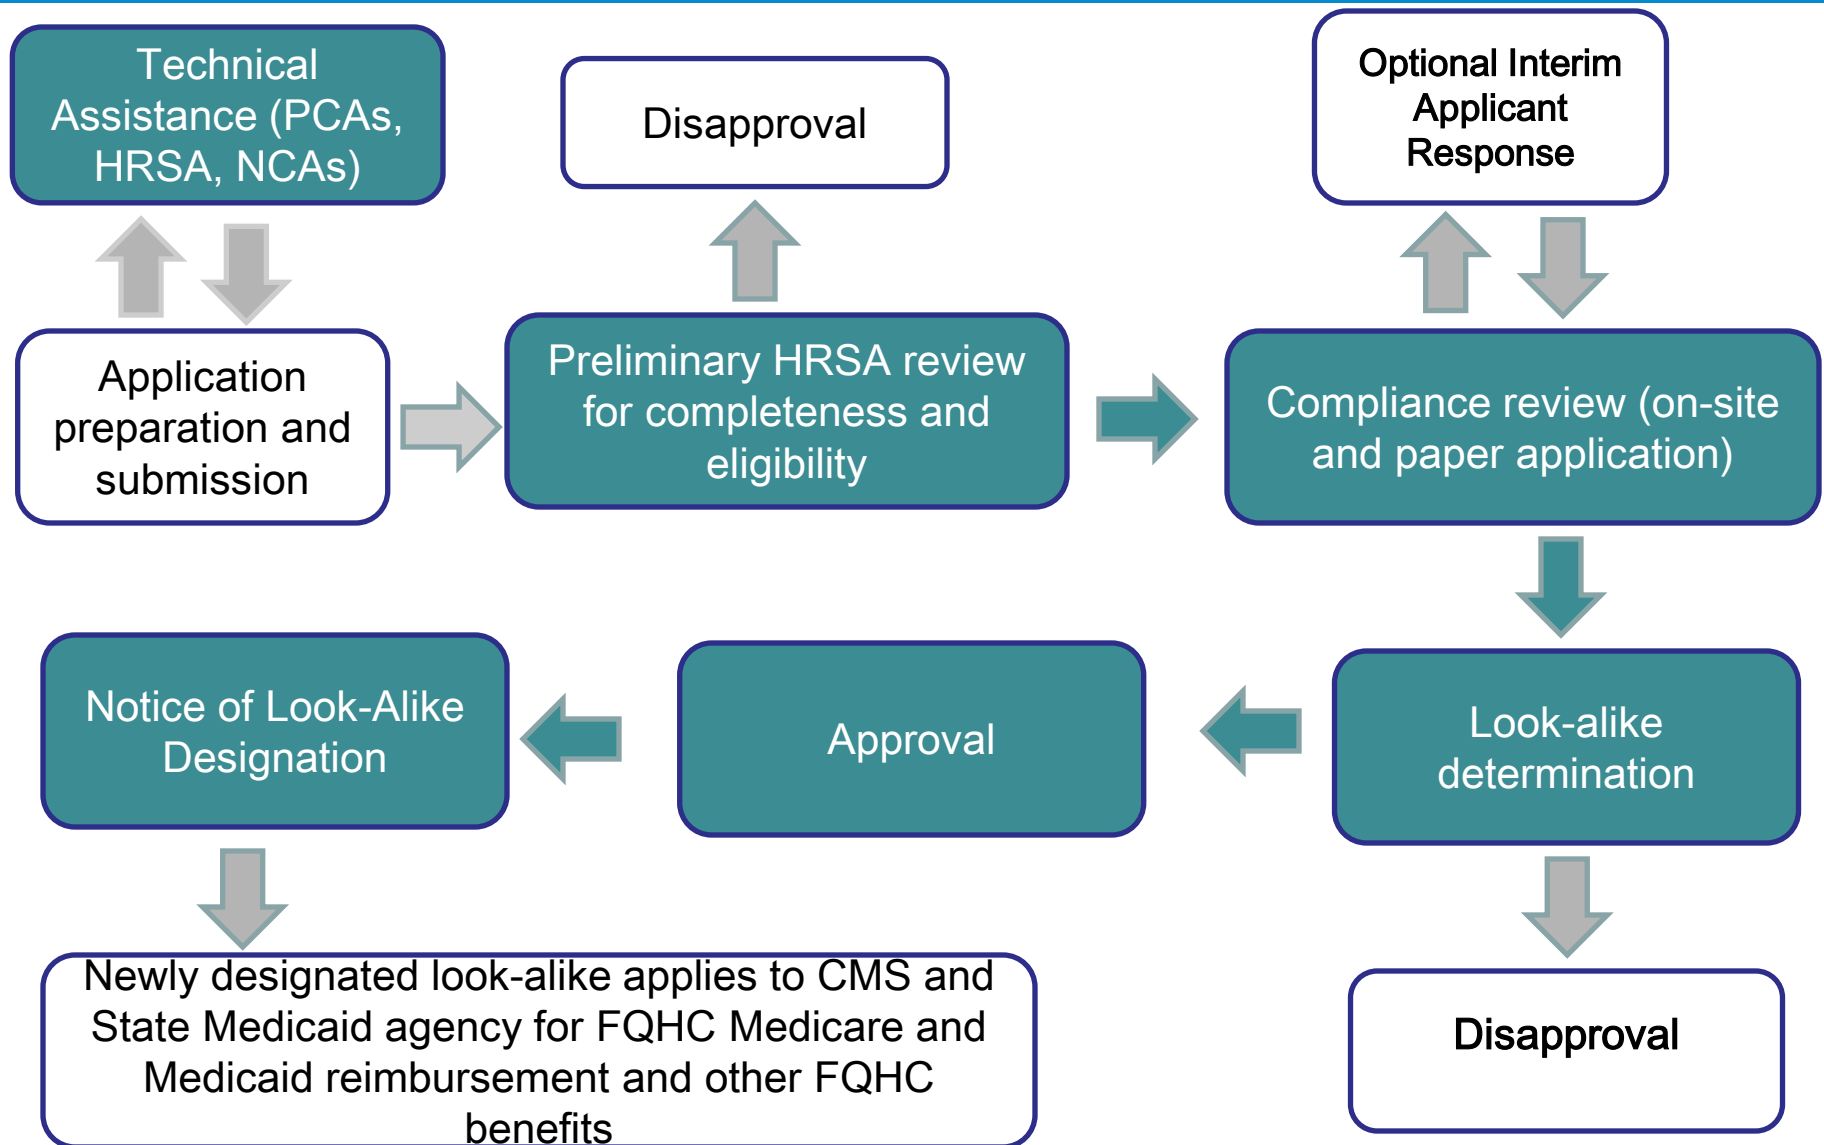 Technical
Assistance (PCAs,
HRSA, NCAs)
Disapproval
Optional Interim
Applicant
Response
Application
preparation and
submission
Preliminary HRSA review
for completeness and
eligibility
Compliance review (on-site
and paper application)
Notice of Look-Alike
Designation
Approval
Look-alike
determination
Newly designated look-alike applies to CMS and
State Medicaid agency for FQHC Medicare and
Medicaid reimbursement and other FQHC
benefits
Disapproval